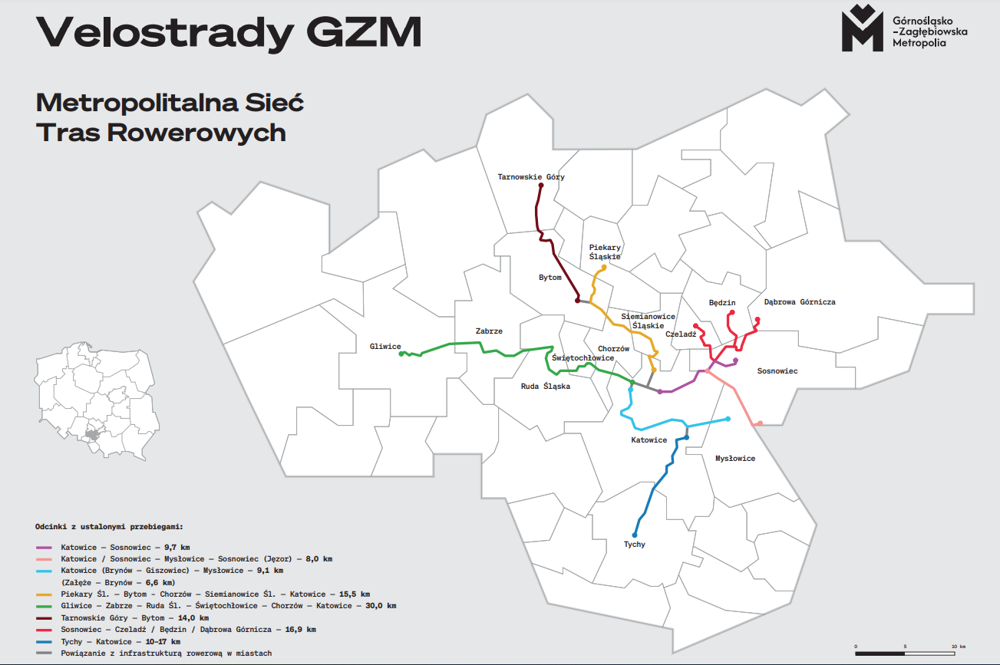 Velostrady GZM
Górnośląsko
–Zagłębiowska
Metropolia
Metropolitalna Sieć
Tras Rowerowych
Tarnowskie Góry
Piekary
Śląskie
Bytom
Będzin
Dąbrowa Górnicza
Siemianowice
Śląskie
Czeladź
Zabrze
Gliwice
Chorzów
Świętochłowice
Sosnowiec
Ruda Śląska
Katowice
Mysłowice
Tychy
Odcinki z ustalonymi przebiegami:
Katowice – Sosnowiec – 9,7 km
Katowice / Sosnowiec – Mysłowice – Sosnowiec (Jęzor) – 8,0 km
Katowice (Brynów – Giszowiec) – Mysłowice – 9,1 km
(Załęże – Brynów – 6,6 km)
Piekary Śl. – Bytom - Chorzów – Siemianowice Śl. – Katowice – 15,5 km
Gliwice – Zabrze – Ruda Śl. – Świętochłowice – Chorzów – Katowice – 30,0 km
Tarnowskie Góry – Bytom – 14,0 km
Sosnowiec – Czeladź / Będzin / Dąbrowa Górnicza – 16,9 km
Tychy – Katowice – 10-17 km
Powiązanie z infrastrukturą rowerową w miastach
0 5 10 km